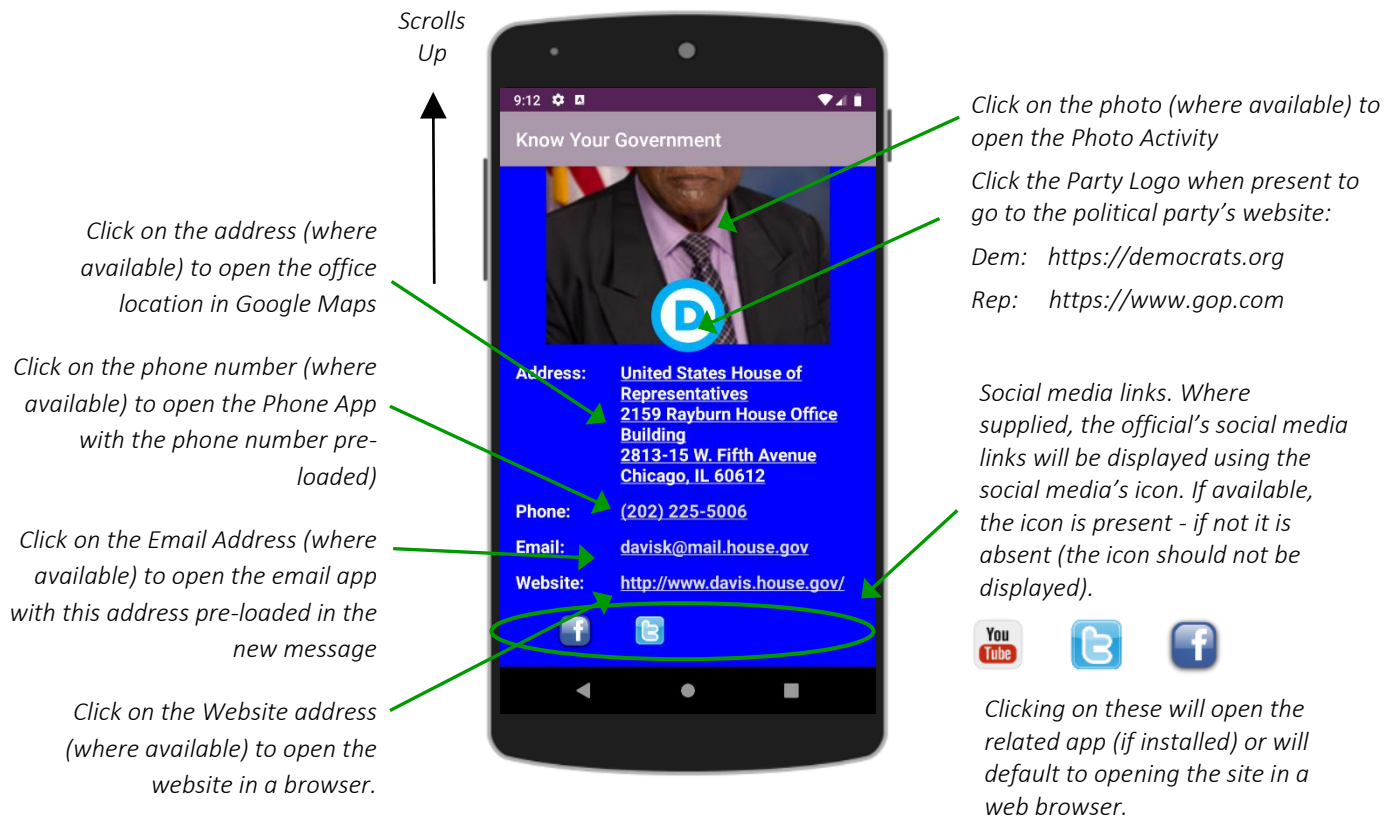 Scrolls
Up
Click on the address (where
available) to open the office
location in Google Maps
Click on the phone number (where
available) to open the Phone App
with the phone number pre-
loaded)
Click on the Email Address (where
available) to open the email app
with this address pre-loaded in the
new message
Click on the Website address
(where available) to open the
website in a browser.
9:12
A
Know Your Government
D
Address: United States House of
Representatives
2159 Rayburn House Office
Building
2813-15 W. Fifth Avenue
Chicago, IL 60612
Phone: (202) 225-5006
Email: davisk@mail.house.gov
Website: http://www.davis.house.gov/
f t
Click on the photo (where available) to
open the Photo Activity
Click the Party Logo when present to
go to the political party’s website:
Dem: https://democrats.org
Rep: https://www.gop.com
Social media links. Where
supplied, the official’s social media
links will be displayed using the
social media’s icon. If available,
the icon is present - if not it is
absent (the icon should not be
displayed).
You
Tube t f
Clicking on these will open the
related app (if installed) or will
default to opening the site in a
web browser.